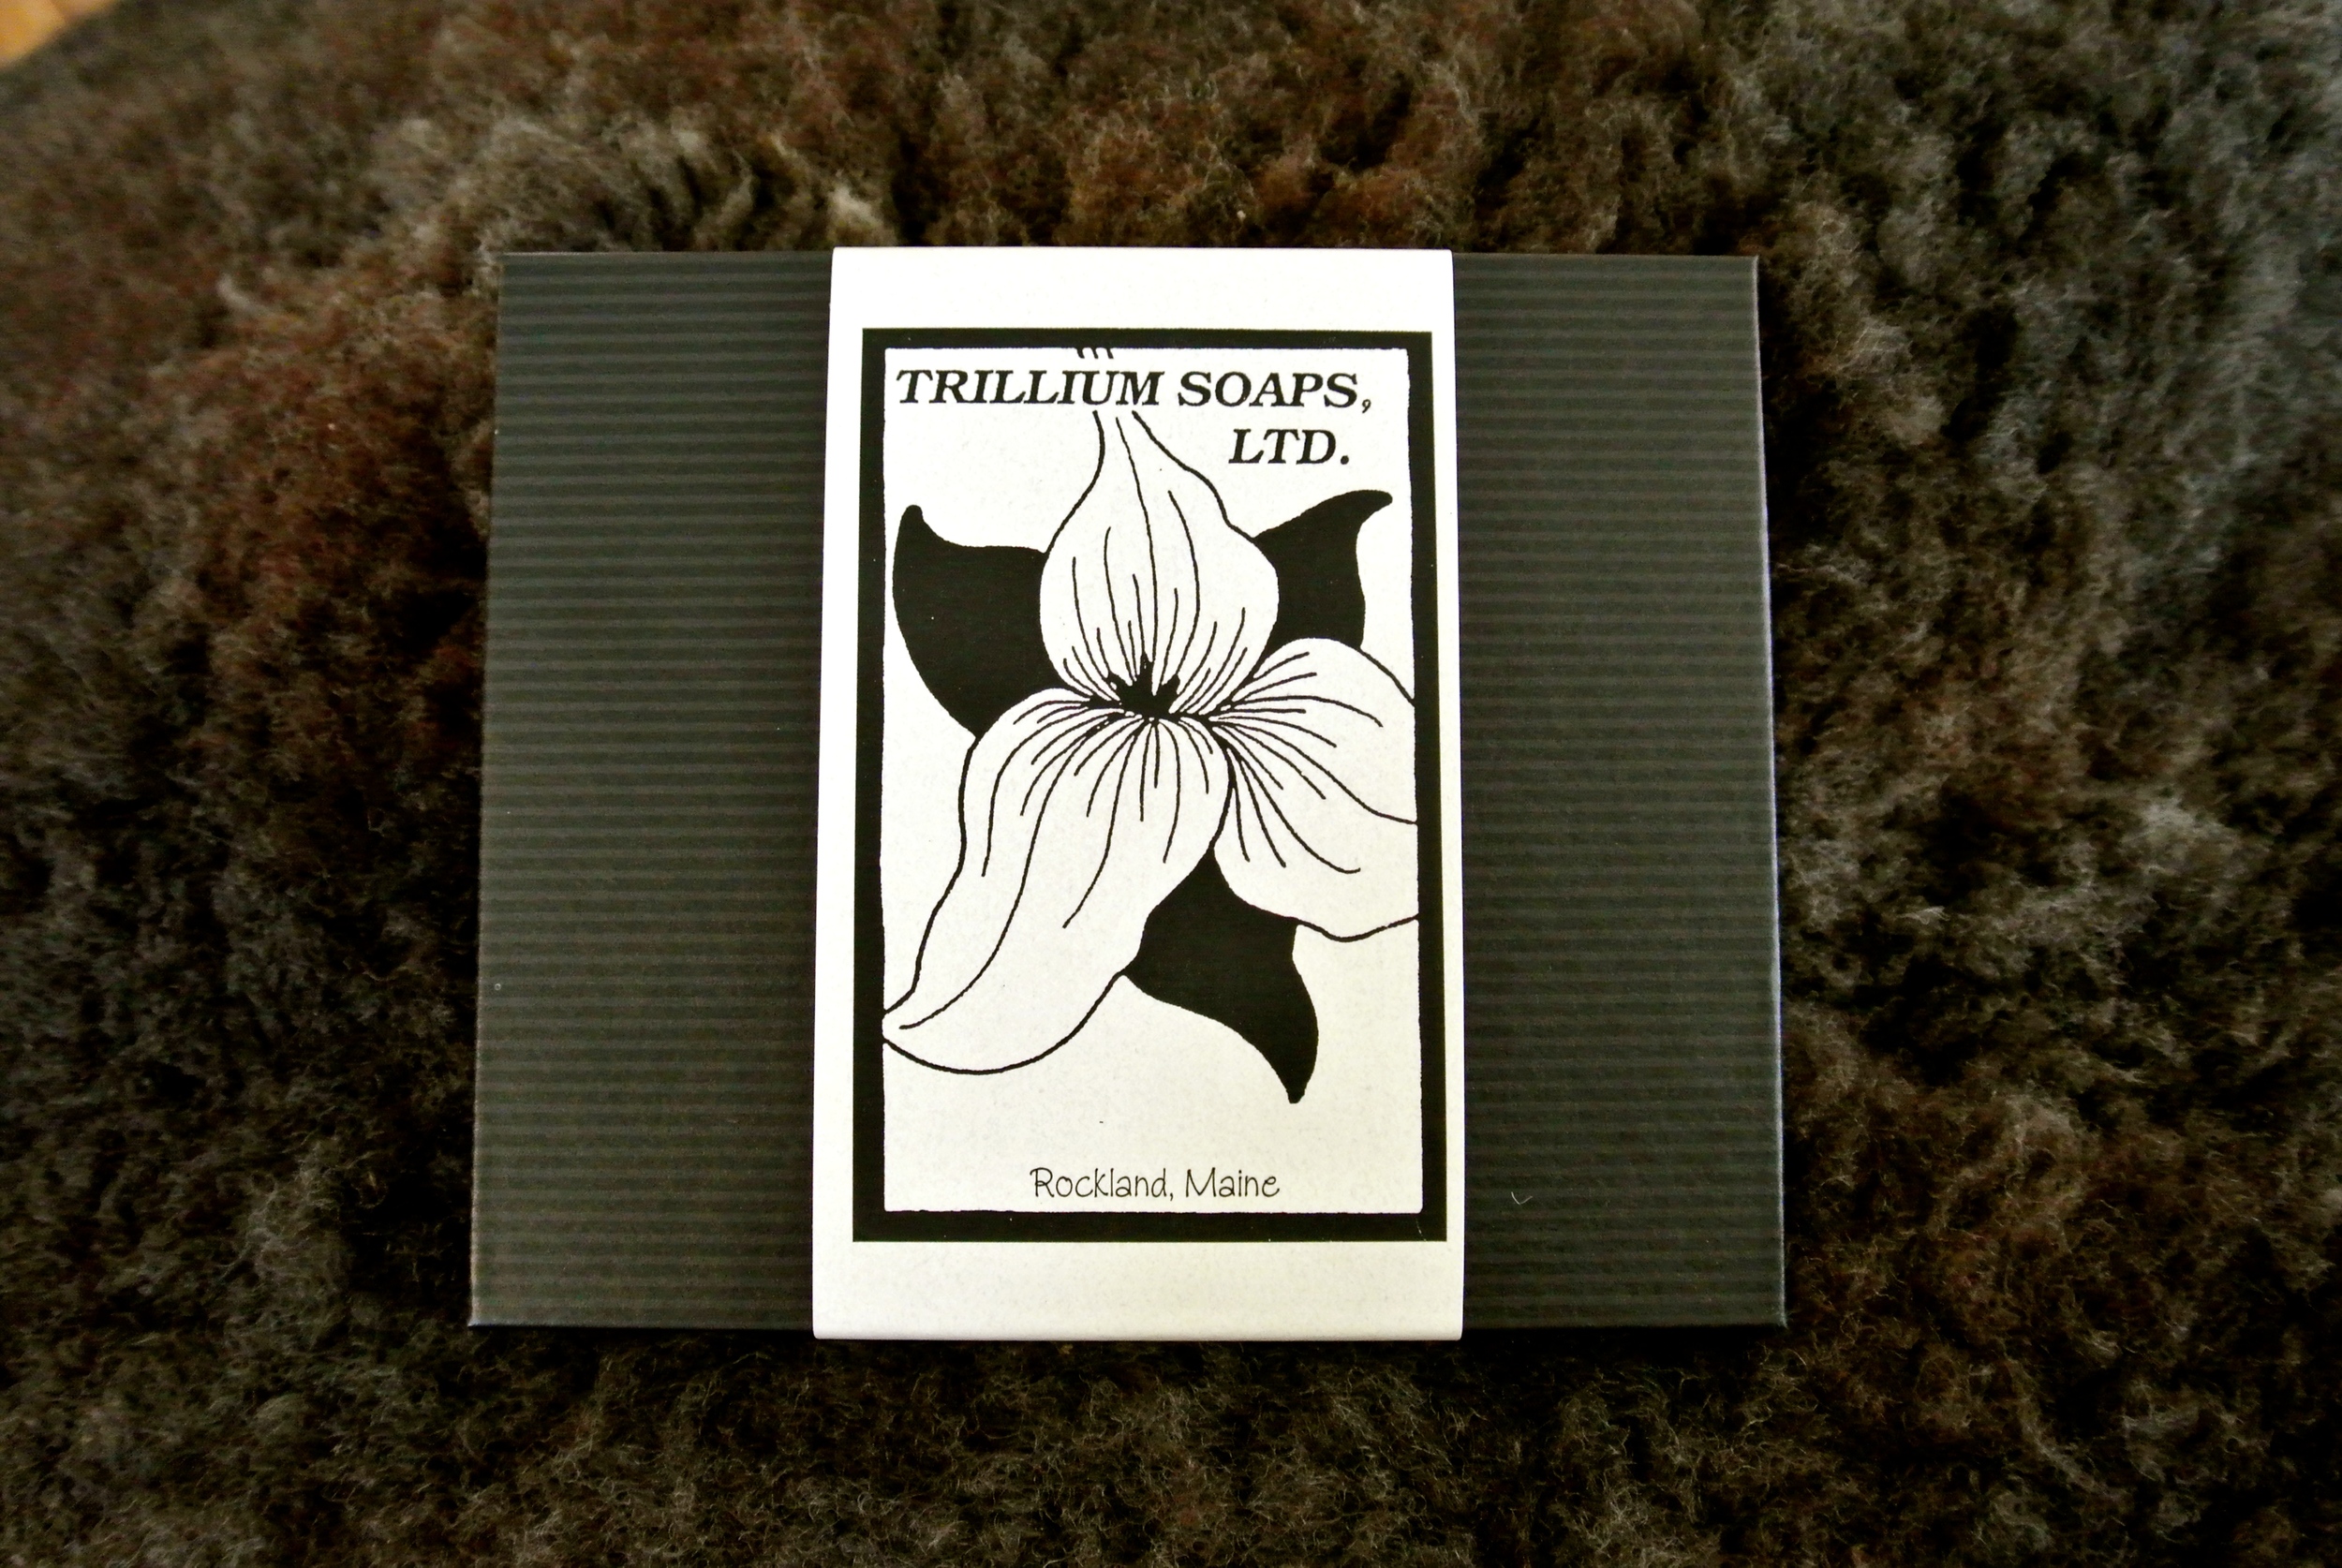 TRILLIUM SOAPS,
LTD.
Rockland, Maine